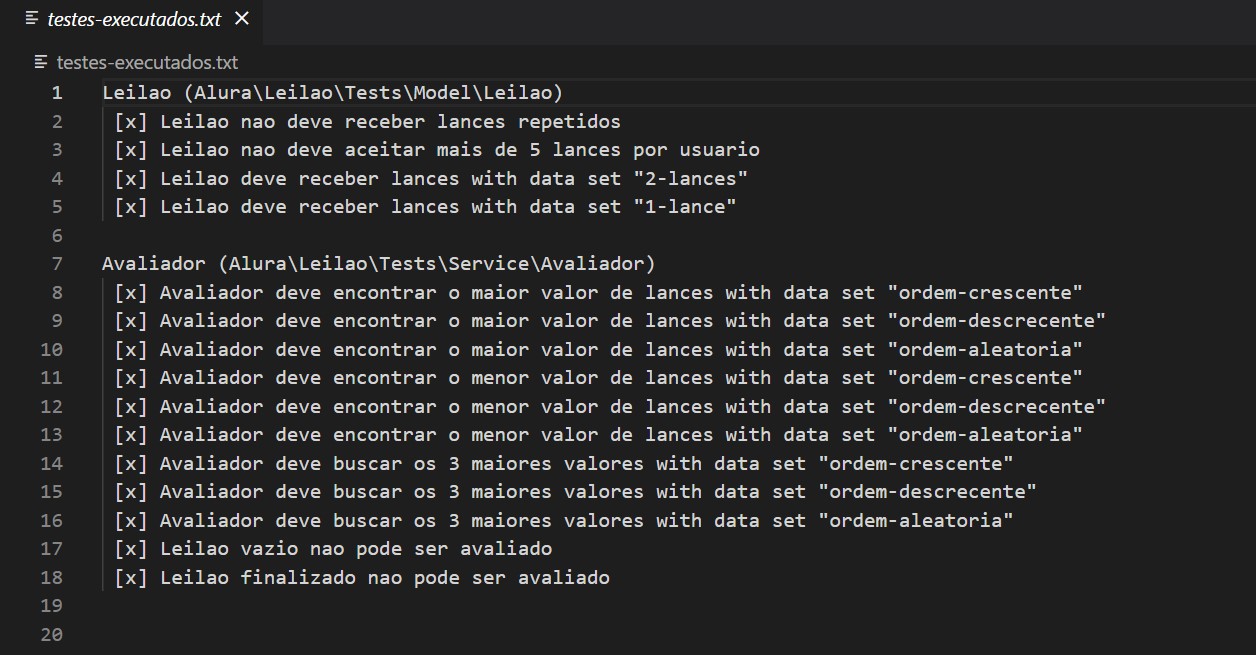 testes-executados.txt
testes-executados.txt
1 Leilao (Alura\Leilao\Tests\Model\Leilao)
2 [x] Leilao nao deve receber lances repetidos
3 [x] Leilao nao deve aceitar mais de 5 lances por usuario
4 [x] Leilao deve receber lances with data set "2-lances"
5 [x] Leilao deve receber lances with data set "1-lance"
6
7 Avaliador (Alura\Leilao\Tests\Service\Avaliador)
8 [x] Avaliador deve encontrar o maior valor de lances with data set "ordem-crescente"
9 [x] Avaliador deve encontrar o maior valor de lances with data set "ordem-descrecente"
10 [x] Avaliador deve encontrar o maior valor de lances with data set "ordem-aleatoria"
11 [x] Avaliador deve encontrar o menor valor de lances with data set "ordem-crescente"
12 [x] Avaliador deve encontrar o menor valor de lances with data set "ordem-descrecente"
13 [x] Avaliador deve encontrar o menor valor de lances with data set "ordem-aleatoria"
14 [x] Avaliador deve buscar os 3 maiores valores with data set "ordem-crescente"
15 [x] Avaliador deve buscar os 3 maiores valores with data set "ordem-descrecente"
16 [x] Avaliador deve buscar os 3 maiores valores with data set "ordem-aleatoria"
17 [x] Leilao vazio nao pode ser avaliado
18 [x] Leilao finalizado nao pode ser avaliado
19
20